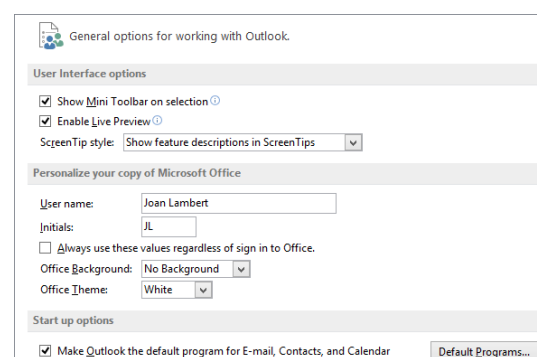 General options for working with Outlook.
User Interface options
Show Mini Toolbar on selection
Enable Live Preview
ScreenTip style: Show feature descriptions in ScreenTips
Personalize your copy of Microsoft Office
User name: Joan Lambert
Initials: JL
Always use these values regardless of sign in to Office.
Office Background: No Background
Office Theme: White
Start up options
Make Outlook the default program for E-mail, Contacts, and Calendar Default Programs...